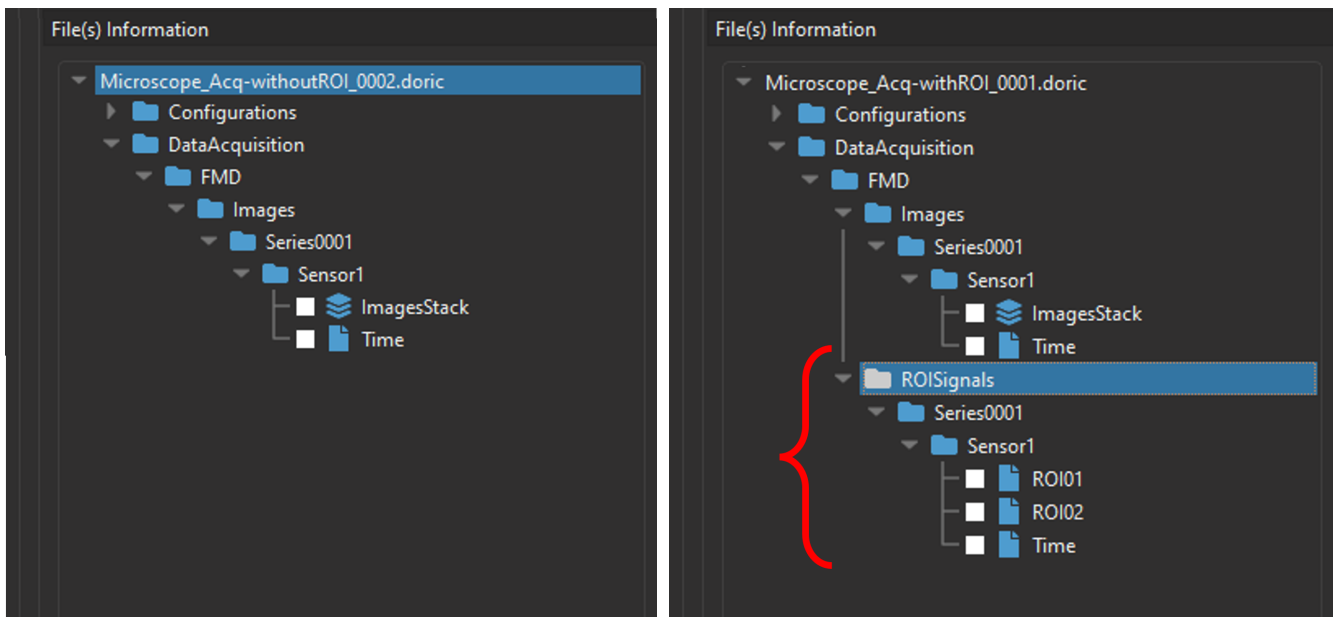 File(s) Information
Microscope_Acq-withoutROI_0002.doric
Configurations
DataAcquisition
FMD
Images
Series0001
Sensor1
ImagesStack
Time
File(s) Information
Microscope_Acq-withROI_0001.doric
Configurations
DataAcquisition
FMD
Images
Series0001
Sensor1
ImagesStack
Time
ROISignals
Series0001
Sensor1
ROI01
ROI02
Time